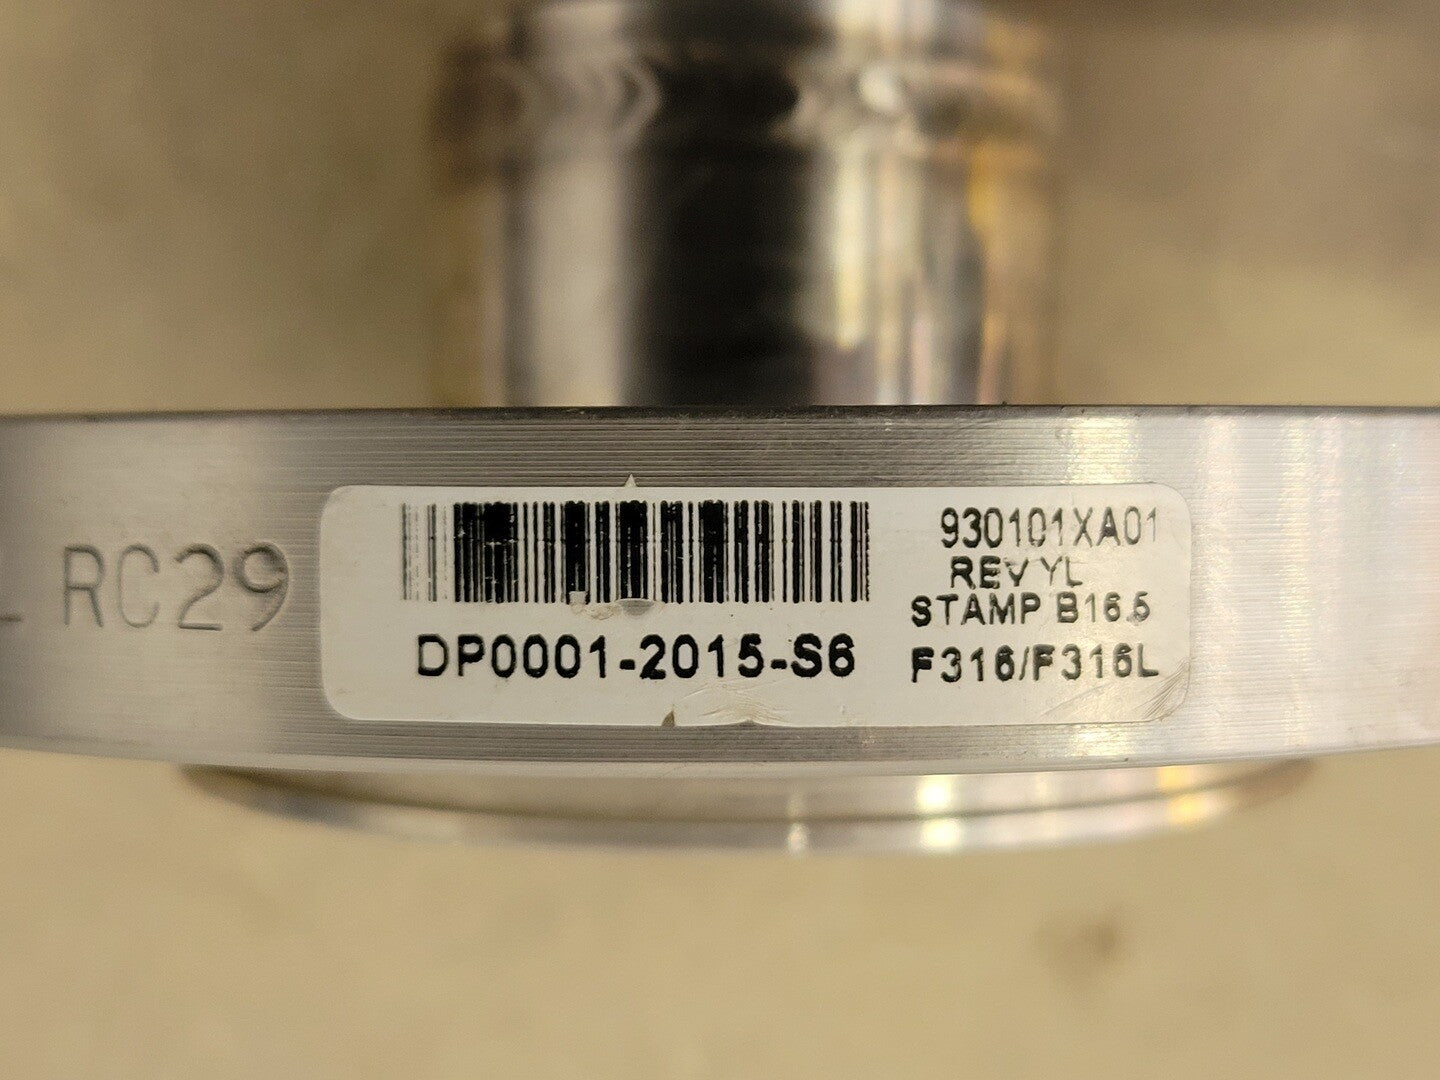 RC29
930101XA01
REV YL
STAMP B16.5
DP0001-2015-S6
F316/F316L